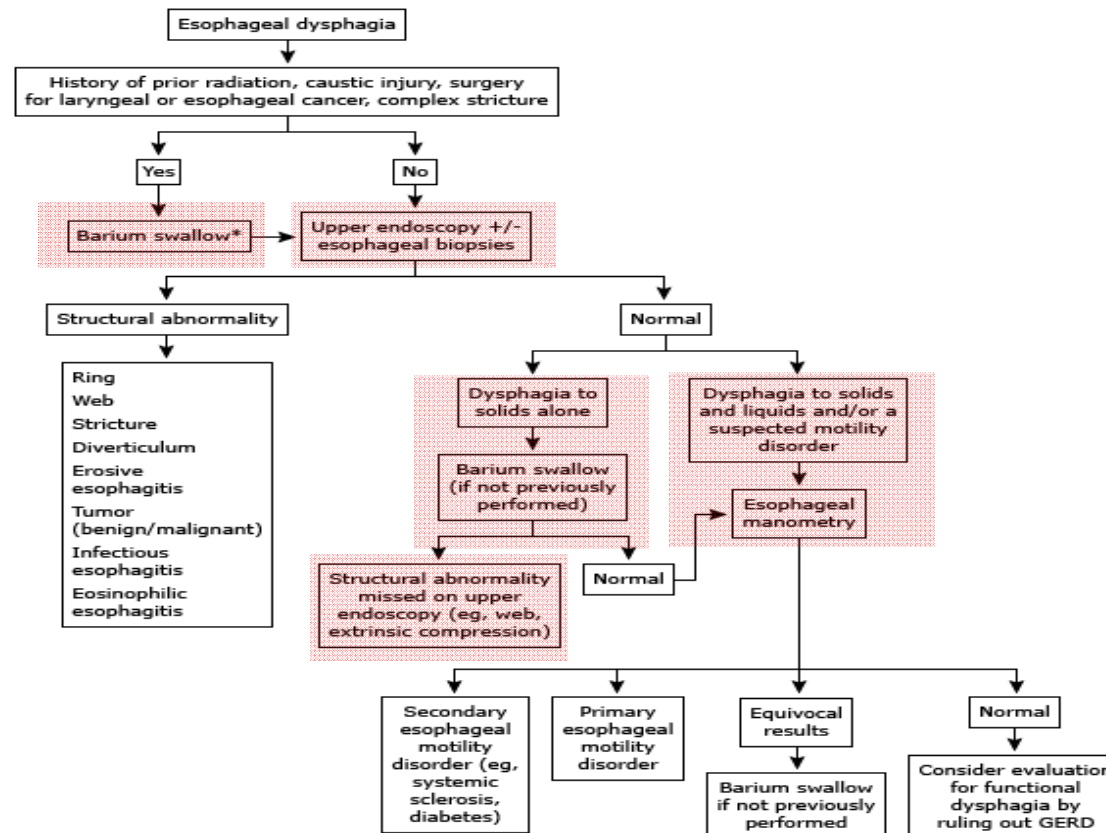 Esophageal dysphagia
History of prior radiation, caustic injury, surgery
for laryngeal or esophageal cancer, complex stricture
Yes
No
Barium swallow*
Upper endoscopy +/-
esophageal biopsies
Structural abnormality
Normal
Ring
Web
Stricture
Diverticulum
Erosive
esophagitis
Tumor
(benign/malignant)
Infectious
esophagitis
Eosinophilic
esophagitis
Dysphagia to
solids alone
Dysphagia to solids
and liquids and/or a
suspected motility
disorder
Barium swallow
(if not previously
performed)
Esophageal
manometry
Structural abnormality
missed on upper
endoscopy (eg, web,
extrinsic compression)
Normal
Secondary
esophageal
motility
disorder (eg,
systemic
sclerosis,
diabetes)
Primary
esophageal
motility
disorder
Equivocal
results
Normal
Barium swallow
if not previously
performed
Consider evaluation
for functional
dysphagia by
ruling out GERD